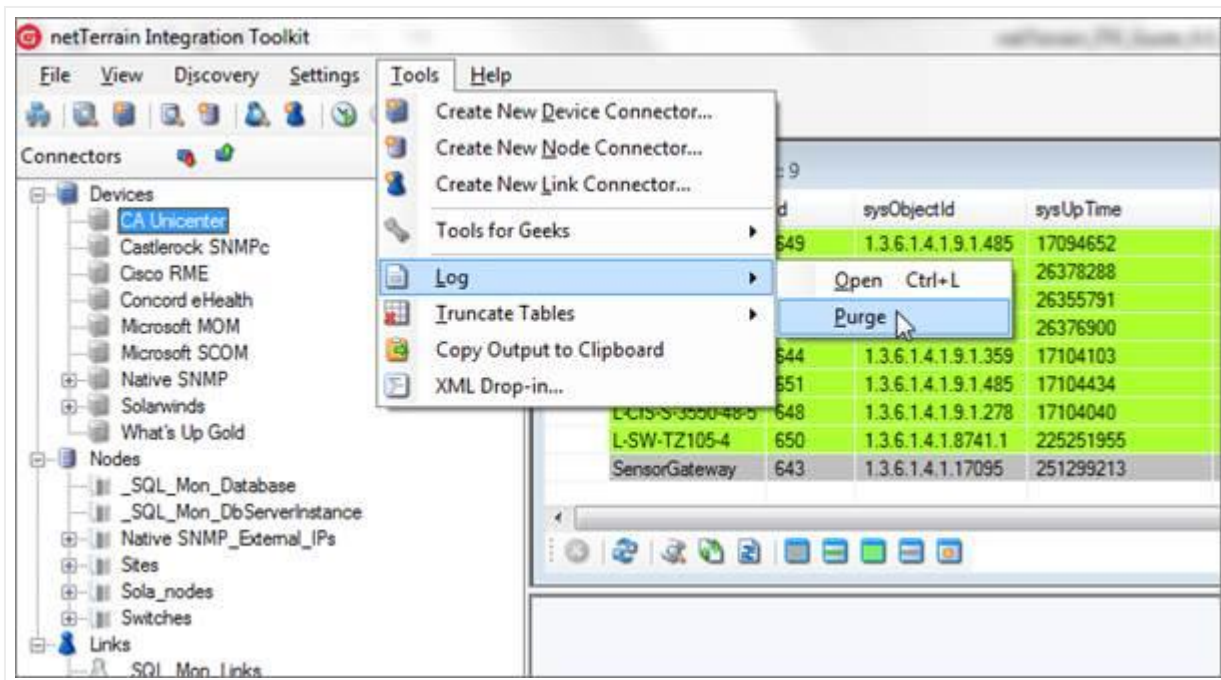 netTerrain Integration Toolkit
File View Discovery Settings Tools Help
Create New Device Connector...
Create New Node Connector...
Create New Link Connector...
Tools for Geeks
Log
Truncate Tables
Copy Output to Clipboard
XML Drop-in...
Open Ctrl+L
Purge
Connectors
Devices
CA Unicenter
Castlerock SNMPc
Cisco RME
Concord eHealth
Microsoft MOM
Microsoft SCOM
Native SNMP
Solarwinds
What's Up Gold
Nodes
_SQL_Mon_Database
_SQL_Mon_DbServerInstance
Native SNMP_External_IPs
Sites
Sola_nodes
Switches
Links
_SQL_Mon_Links
: 9
d sysObjectId sysUpTime
649 1.3.6.1.4.1.9.1.485 17094652
26378288
26355791
26376900
644 1.3.6.1.4.1.9.1.359 17104103
651 1.3.6.1.4.1.9.1.485 17104434
L-CIS-S-3550-48-5 648 1.3.6.1.4.1.9.1.278 17104040
L-SW-TZ105-4 650 1.3.6.1.4.1.8741.1 225251955
SensorGateway 643 1.3.6.1.4.1.17095 251299213